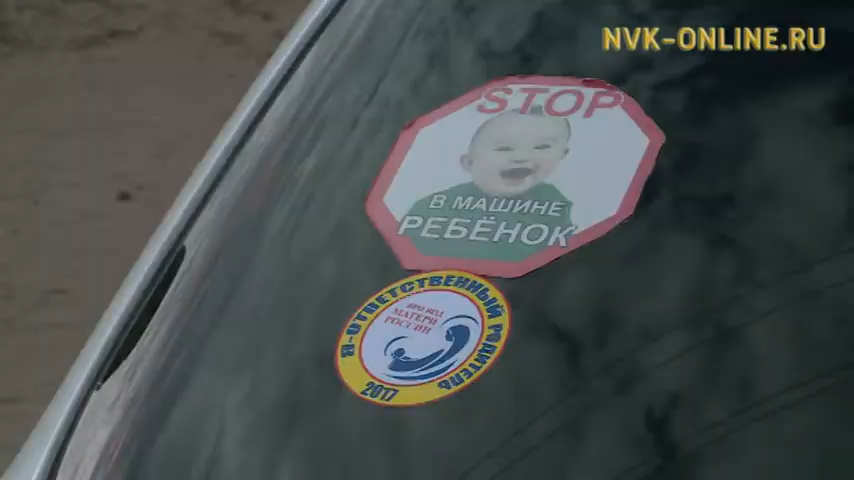 NVK-ONLINE.RU
STOP
В МАШИНЕ
РЕБЁНОК
Я-ОТВЕТСТВЕННЫЙ РОДИТЕЛЬ
МАТЕРИ
РОССИИ
2017